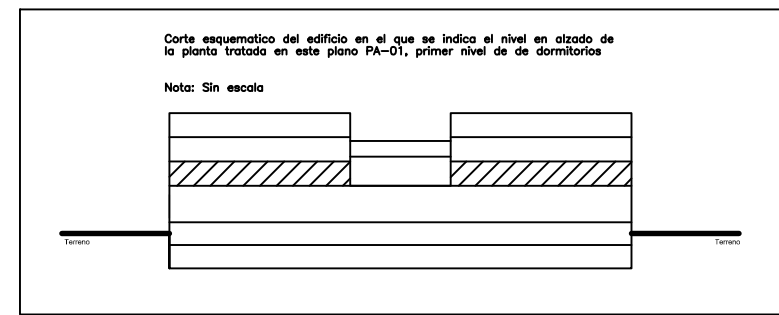 Corte esquematico del edificio en el que se indica el nivel en alzado de
la planta tratada en este plano PA-01, primer nivel de de dormitorios
Nota: Sin escala
Terreno
Terreno